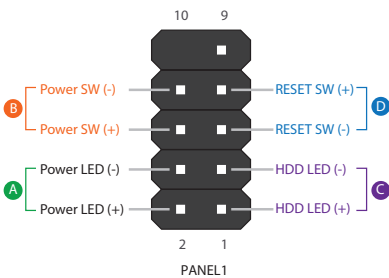 10 9
Power SW (-) RESET SW (+)
B D
Power SW (+) RESET SW (-)
Power LED (-) HDD LED (-)
A C
Power LED (+) HDD LED (+)
2 1
PANEL1